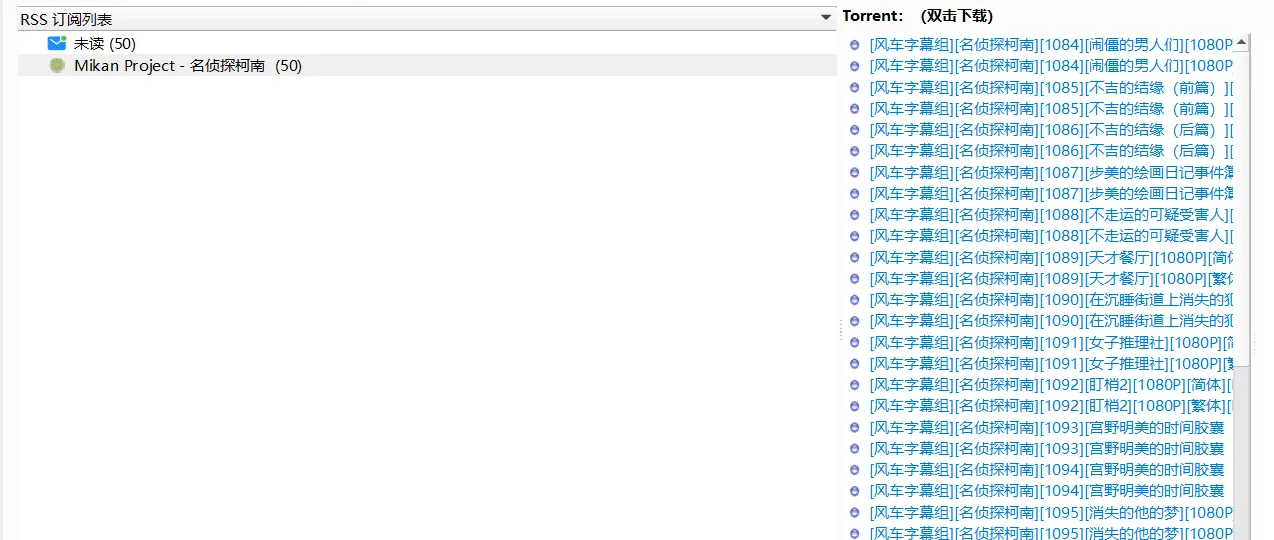 RSS 订阅列表
未读 (50)
Mikan Project - 名侦探柯南 (50)
Torrent: (双击下载)
[风车字幕组][名侦探柯南][1084][闹僵的男人们][1080P
[风车字幕组][名侦探柯南][1084][闹僵的男人们][1080P
[风车字幕组][名侦探柯南][1085][不吉的结缘（前篇）][
[风车字幕组][名侦探柯南][1085][不吉的结缘（前篇）][
[风车字幕组][名侦探柯南][1086][不吉的结缘（后篇）][
[风车字幕组][名侦探柯南][1086][不吉的结缘（后篇）][
[风车字幕组][名侦探柯南][1087][步美的绘画日记事件簿
[风车字幕组][名侦探柯南][1087][步美的绘画日记事件簿
[风车字幕组][名侦探柯南][1088][不走运的可疑受害人][
[风车字幕组][名侦探柯南][1088][不走运的可疑受害人][
[风车字幕组][名侦探柯南][1089][天才餐厅][1080P][简体
[风车字幕组][名侦探柯南][1089][天才餐厅][1080P][繁体
[风车字幕组][名侦探柯南][1090][在沉睡街道上消失的犯
[风车字幕组][名侦探柯南][1090][在沉睡街道上消失的犯
[风车字幕组][名侦探柯南][1091][女子推理社][1080P][简
[风车字幕组][名侦探柯南][1091][女子推理社][1080P][繁
[风车字幕组][名侦探柯南][1092][盯梢2][1080P][简体][
[风车字幕组][名侦探柯南][1092][盯梢2][1080P][繁体][
[风车字幕组][名侦探柯南][1093][宫野明美的时间胶囊
[风车字幕组][名侦探柯南][1093][宫野明美的时间胶囊
[风车字幕组][名侦探柯南][1094][宫野明美的时间胶囊
[风车字幕组][名侦探柯南][1094][宫野明美的时间胶囊
[风车字幕组][名侦探柯南][1095][消失的他的梦][1080P
[风车字幕组][名侦探柯南][1095][消失的他的梦][1080P